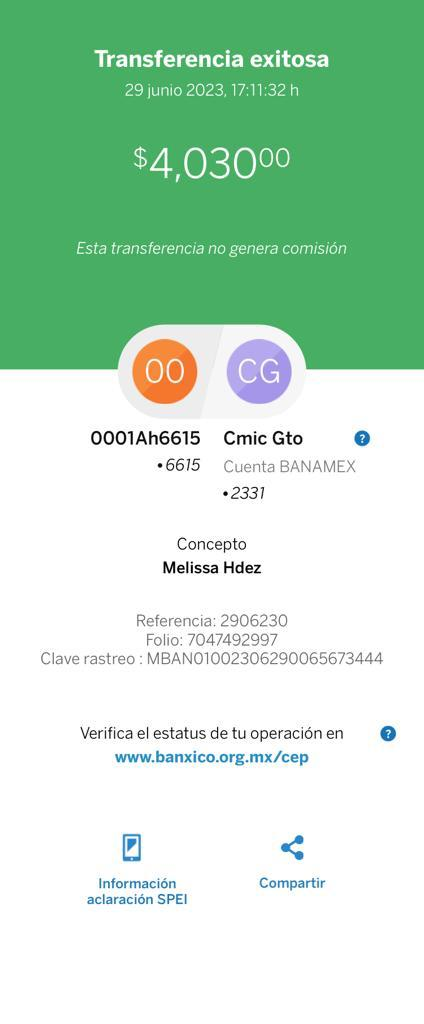 Transferencia exitosa
29 junio 2023, 17:11:32 h
$4,030⁰⁰
Esta transferencia no genera comisión
00 CG
0001Ah6615 Cmic Gto ?
•6615 Cuenta BANAMEX
•2331
Concepto
Melissa Hdez
Referencia: 2906230
Folio: 7047492997
Clave rastreo : MBAN01002306290065673444
Verifica el estatus de tu operación en ?
www.banxico.org.mx/cep
Información Compartir
aclaración SPEI